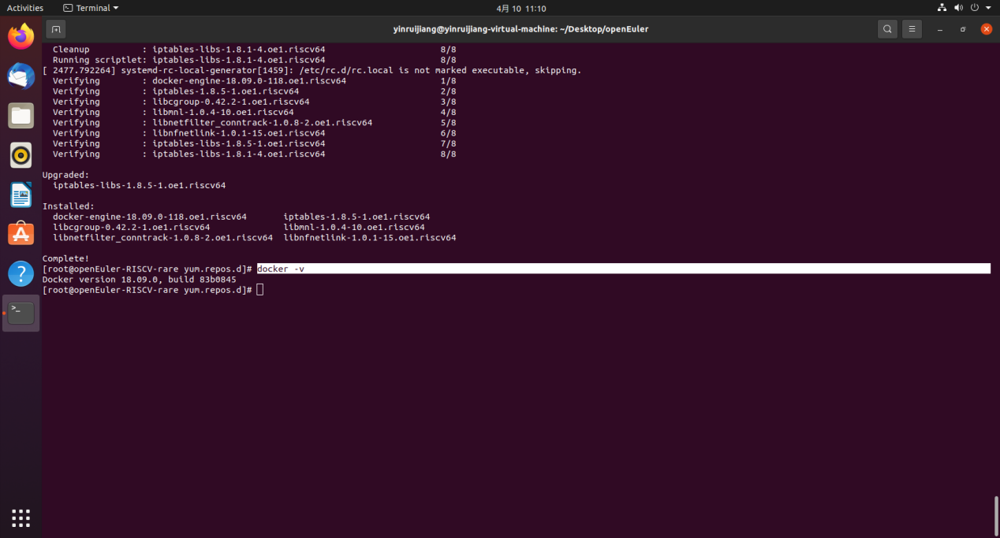 Activities
Terminal
4月 10 11:10
yinruijiang@yinruijiang-virtual-machine: ~/Desktop/openEuler
Cleanup : iptables-libs-1.8.1-4.oe1.riscv64 8/8
Running scriptlet: iptables-libs-1.8.1-4.oe1.riscv64 8/8
[ 2477.792264] systemd-rc-local-generator[1459]: /etc/rc.d/rc.local is not marked executable, skipping.
Verifying : docker-engine-18.09.0-118.oe1.riscv64 1/8
Verifying : iptables-1.8.5-1.oe1.riscv64 2/8
Verifying : libcgroup-0.42.2-1.oe1.riscv64 3/8
Verifying : libmnl-1.0.4-10.oe1.riscv64 4/8
Verifying : libnetfilter_conntrack-1.0.8-2.oe1.riscv64 5/8
Verifying : libnfnetlink-1.0.1-15.oe1.riscv64 6/8
Verifying : iptables-libs-1.8.5-1.oe1.riscv64 7/8
Verifying : iptables-libs-1.8.1-4.oe1.riscv64 8/8
Upgraded:
iptables-libs-1.8.5-1.oe1.riscv64
Installed:
docker-engine-18.09.0-118.oe1.riscv64 iptables-1.8.5-1.oe1.riscv64
libcgroup-0.42.2-1.oe1.riscv64 libmnl-1.0.4-10.oe1.riscv64
libnetfilter_conntrack-1.0.8-2.oe1.riscv64 libnfnetlink-1.0.1-15.oe1.riscv64
Complete!
[root@openEuler-RISCV-rare yum.repos.d]# docker -v
Docker version 18.09.0, build 83b0845
[root@openEuler-RISCV-rare yum.repos.d]#